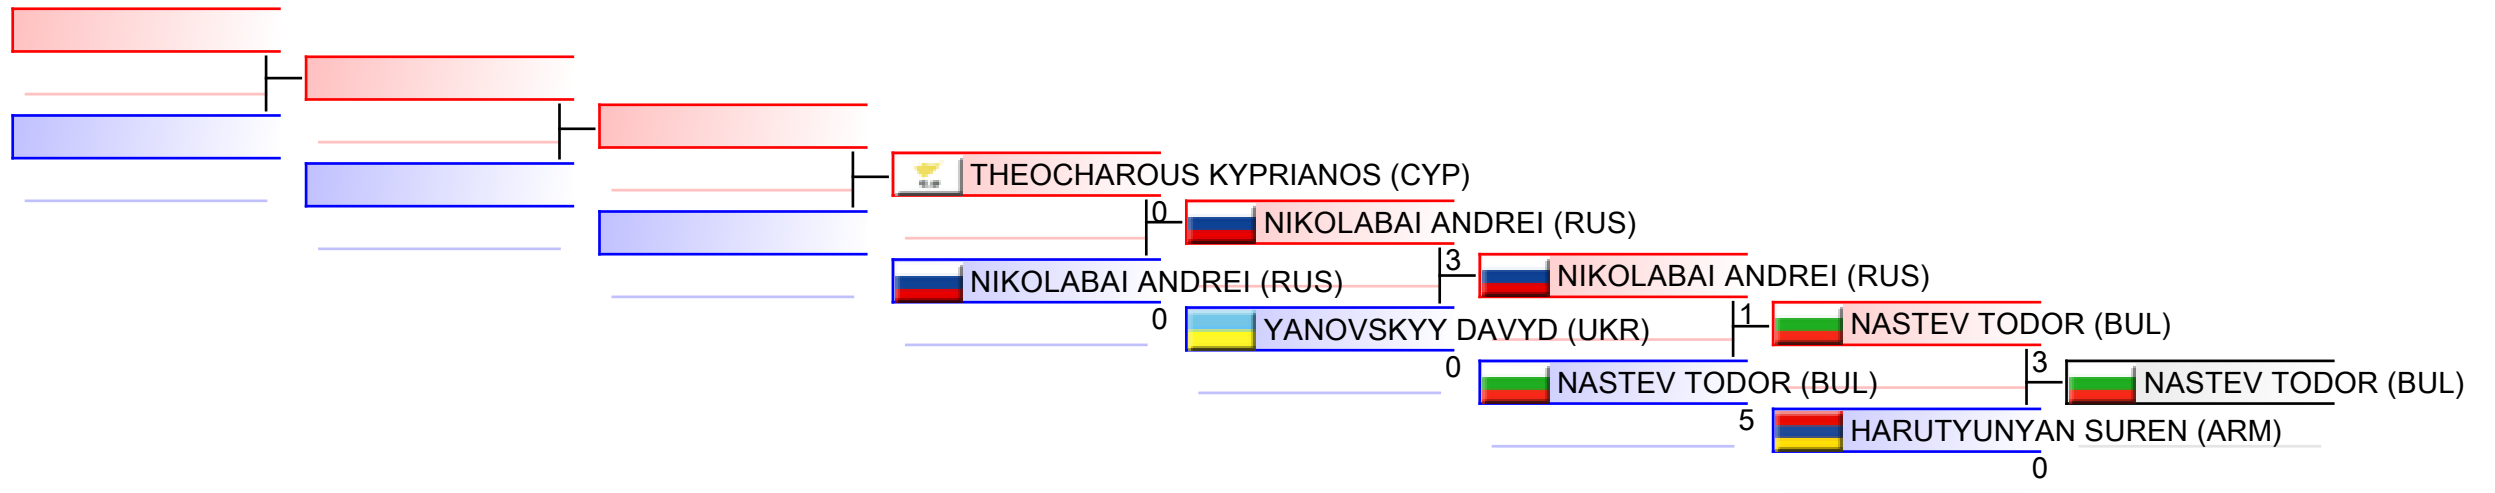 THEOCHAROUS KYPRIANOS (CYP)
0
NIKOLABAI ANDREI (RUS)
0
NIKOLABAI ANDREI (RUS)
3
YANOVSKYY DAVYD (UKR)
0
NIKOLABAI ANDREI (RUS)
1
NASTEV TODOR (BUL)
5
NASTEV TODOR (BUL)
3
HARUTYUNYAN SUREN (ARM)
0
NASTEV TODOR (BUL)